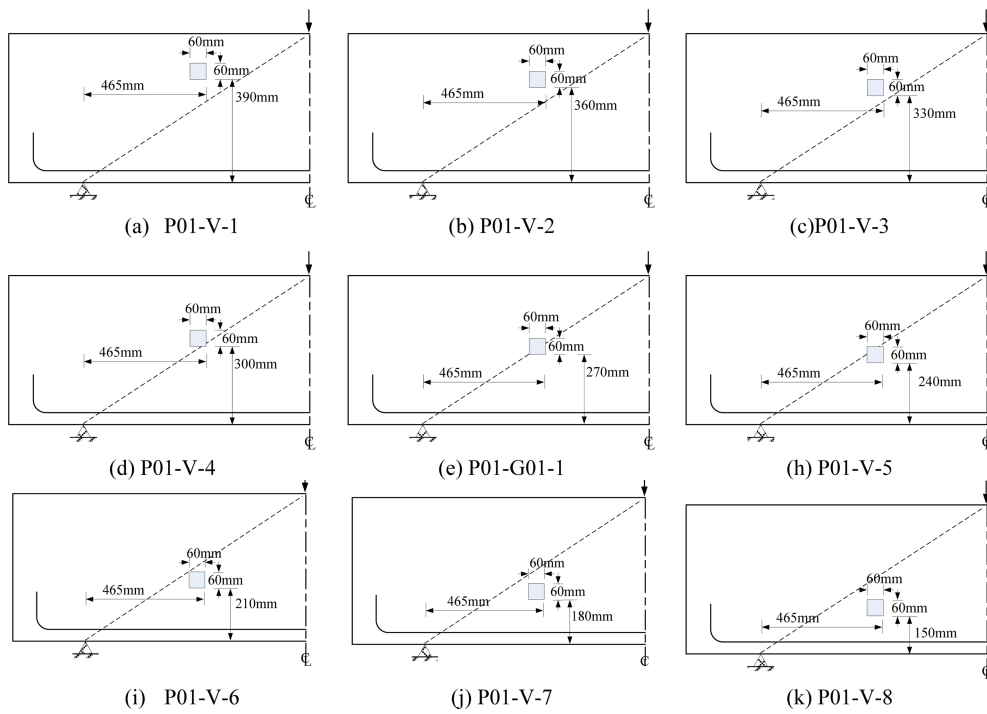 60mm
60mm
465mm
390mm
℄
(a) P01-V-1
60mm
60mm
465mm
360mm
℄
(b) P01-V-2
60mm
60mm
465mm
330mm
(c)P01-V-3
60mm
60mm
465mm
300mm
℄
(d) P01-V-4
60mm
60mm
465mm
270mm
℄
(e) P01-G01-1
60mm
60mm
465mm
240mm
(h) P01-V-5
60mm
60mm
465mm
210mm
℄
(i) P01-V-6
60mm
60mm
465mm
180mm
(j) P01-V-7
60mm
60mm
465mm
150mm
(k) P01-V-8